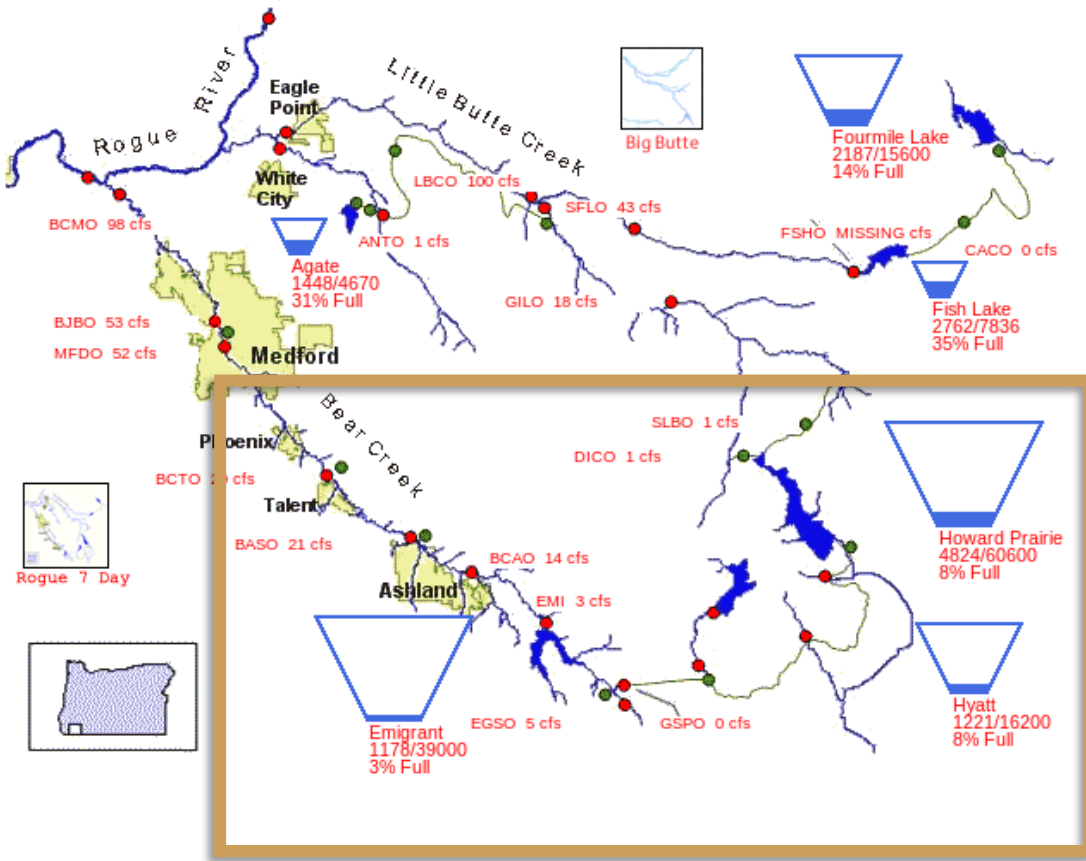 Rogue River
Eagle
Point
Little Butte Creek
Big Butte
Fourmile Lake
2187/15600
14% Full
White
City
LBCO 100 cfs
SFLO 43 cfs
BCMO 98 cfs
ANTO 1 cfs
FSHO MISSING cfs
CACO 0 cfs
Agate
1448/4670
31% Full
GILO 18 cfs
Fish Lake
2762/7836
35% Full
BJBO 53 cfs
MFDO 52 cfs
Medford
Bear Creek
SLBO 1 cfs
Phoenix
DICO 1 cfs
BCTO cfs
Talent
Howard Prairie
4824/60600
8% Full
BASO 21 cfs
BCAO 14 cfs
Rogue 7 Day
Ashland
EMI 3 cfs
Hyatt
1221/16200
8% Full
EGSO 5 cfs
GSPO 0 cfs
Emigrant
1178/39000
3% Full